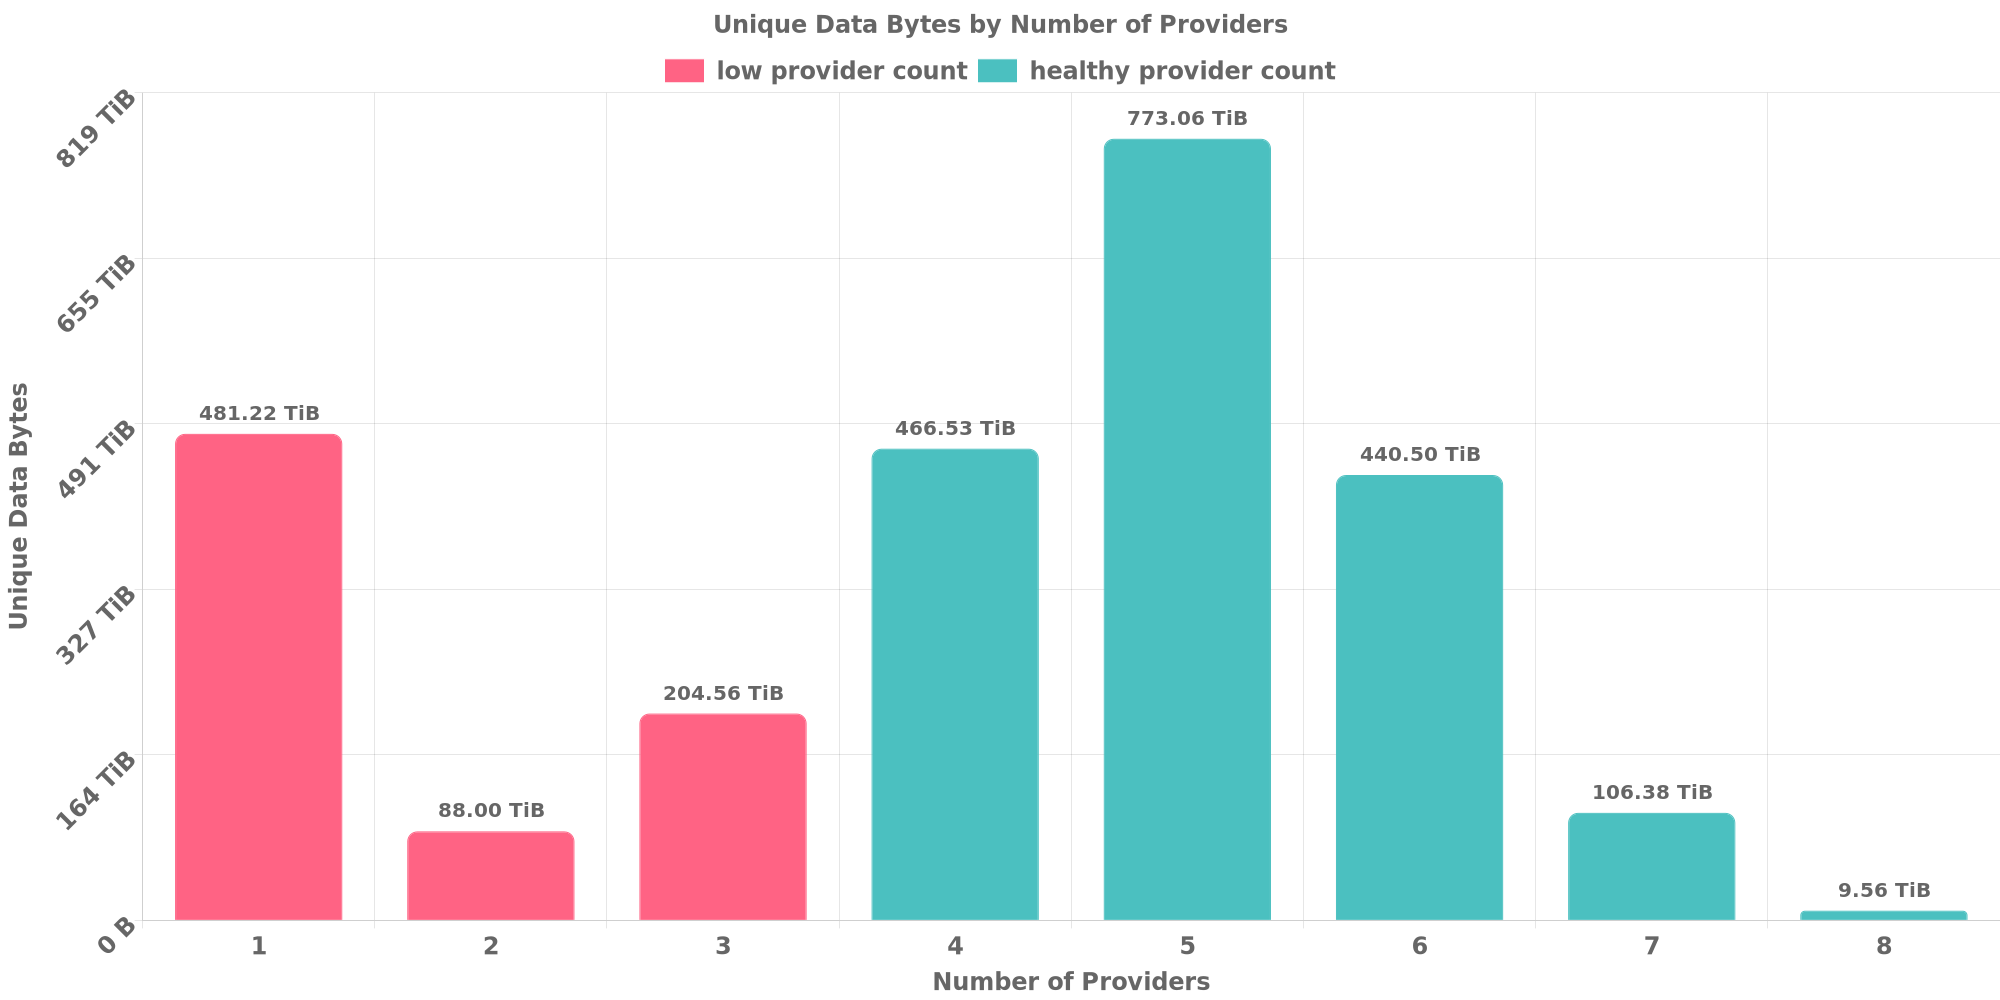 Unique Data Bytes by Number of Providers
low provider count healthy provider count
819 TiB
655 TiB
491 TiB
327 TiB
164 TiB
0 B
Unique Data Bytes
481.22 TiB
88.00 TiB
204.56 TiB
466.53 TiB
773.06 TiB
440.50 TiB
106.38 TiB
9.56 TiB
1 2 3 4 5 6 7 8
Number of Providers